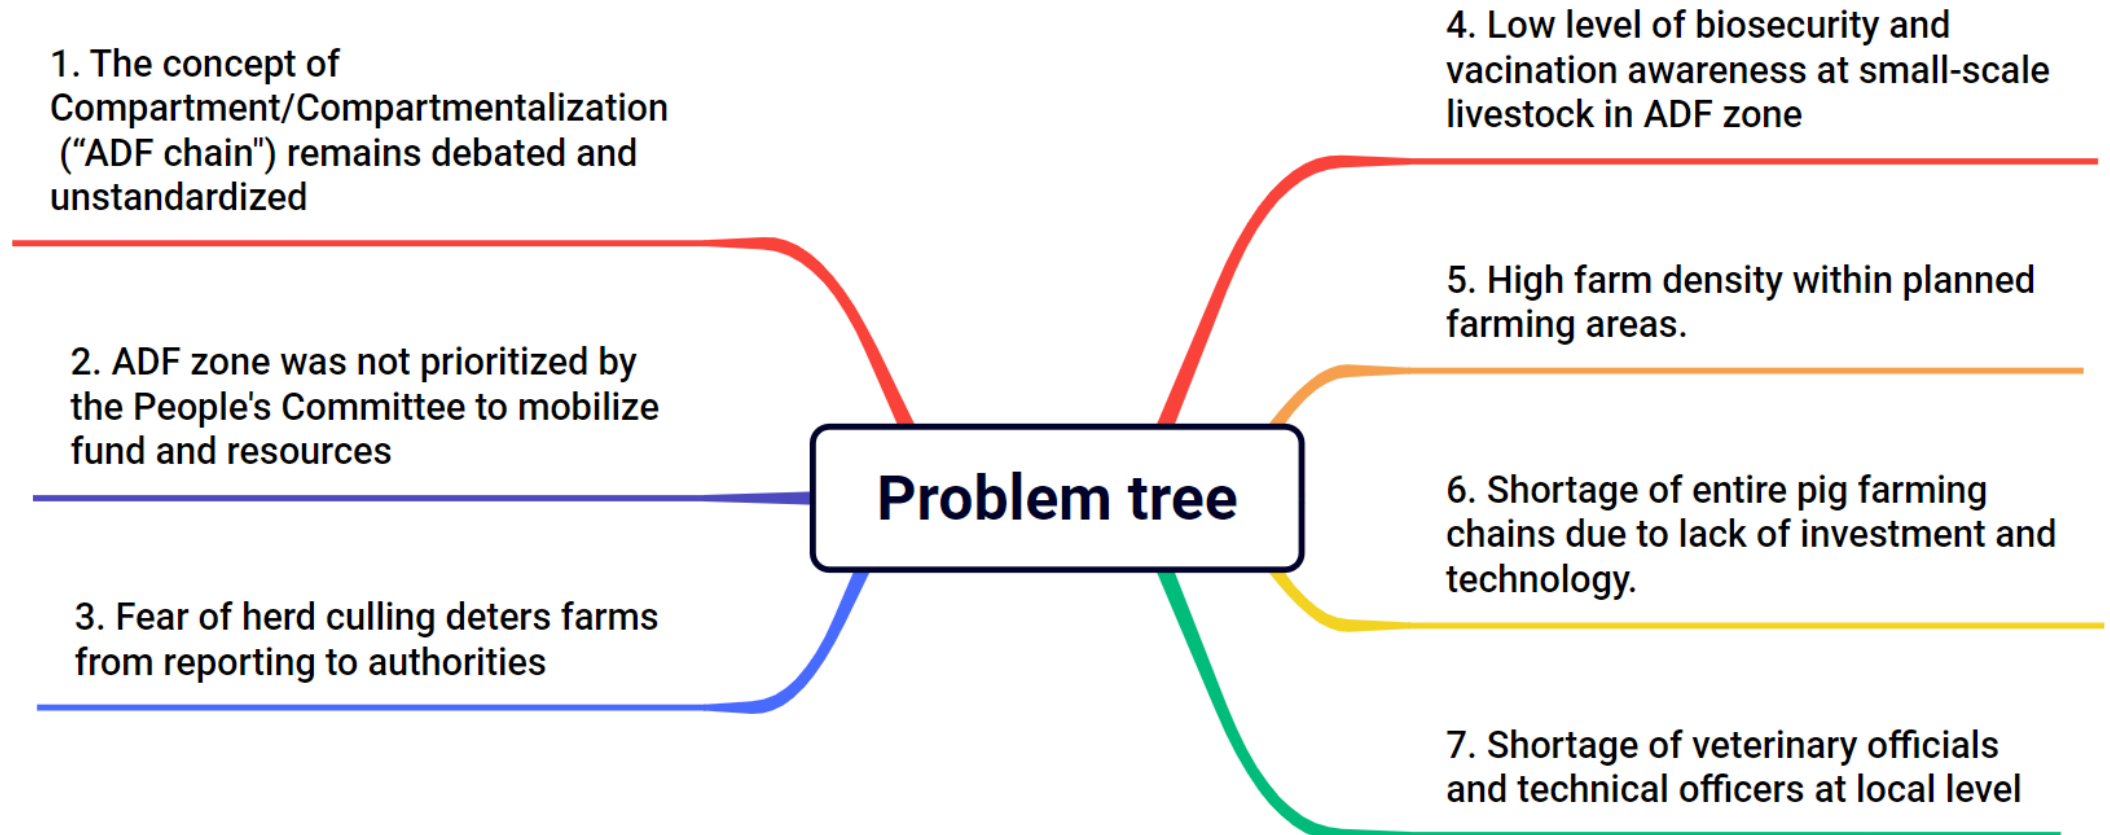 1. The concept of
Compartment/Compartmentalization
(“ADF chain") remains debated and
unstandardized
2. ADF zone was not prioritized by
the People's Committee to mobilize
fund and resources
3. Fear of herd culling deters farms
from reporting to authorities
Problem tree
4. Low level of biosecurity and
vacination awareness at small-scale
livestock in ADF zone
5. High farm density within planned
farming areas.
6. Shortage of entire pig farming
chains due to lack of investment and
technology.
7. Shortage of veterinary officials
and technical officers at local level